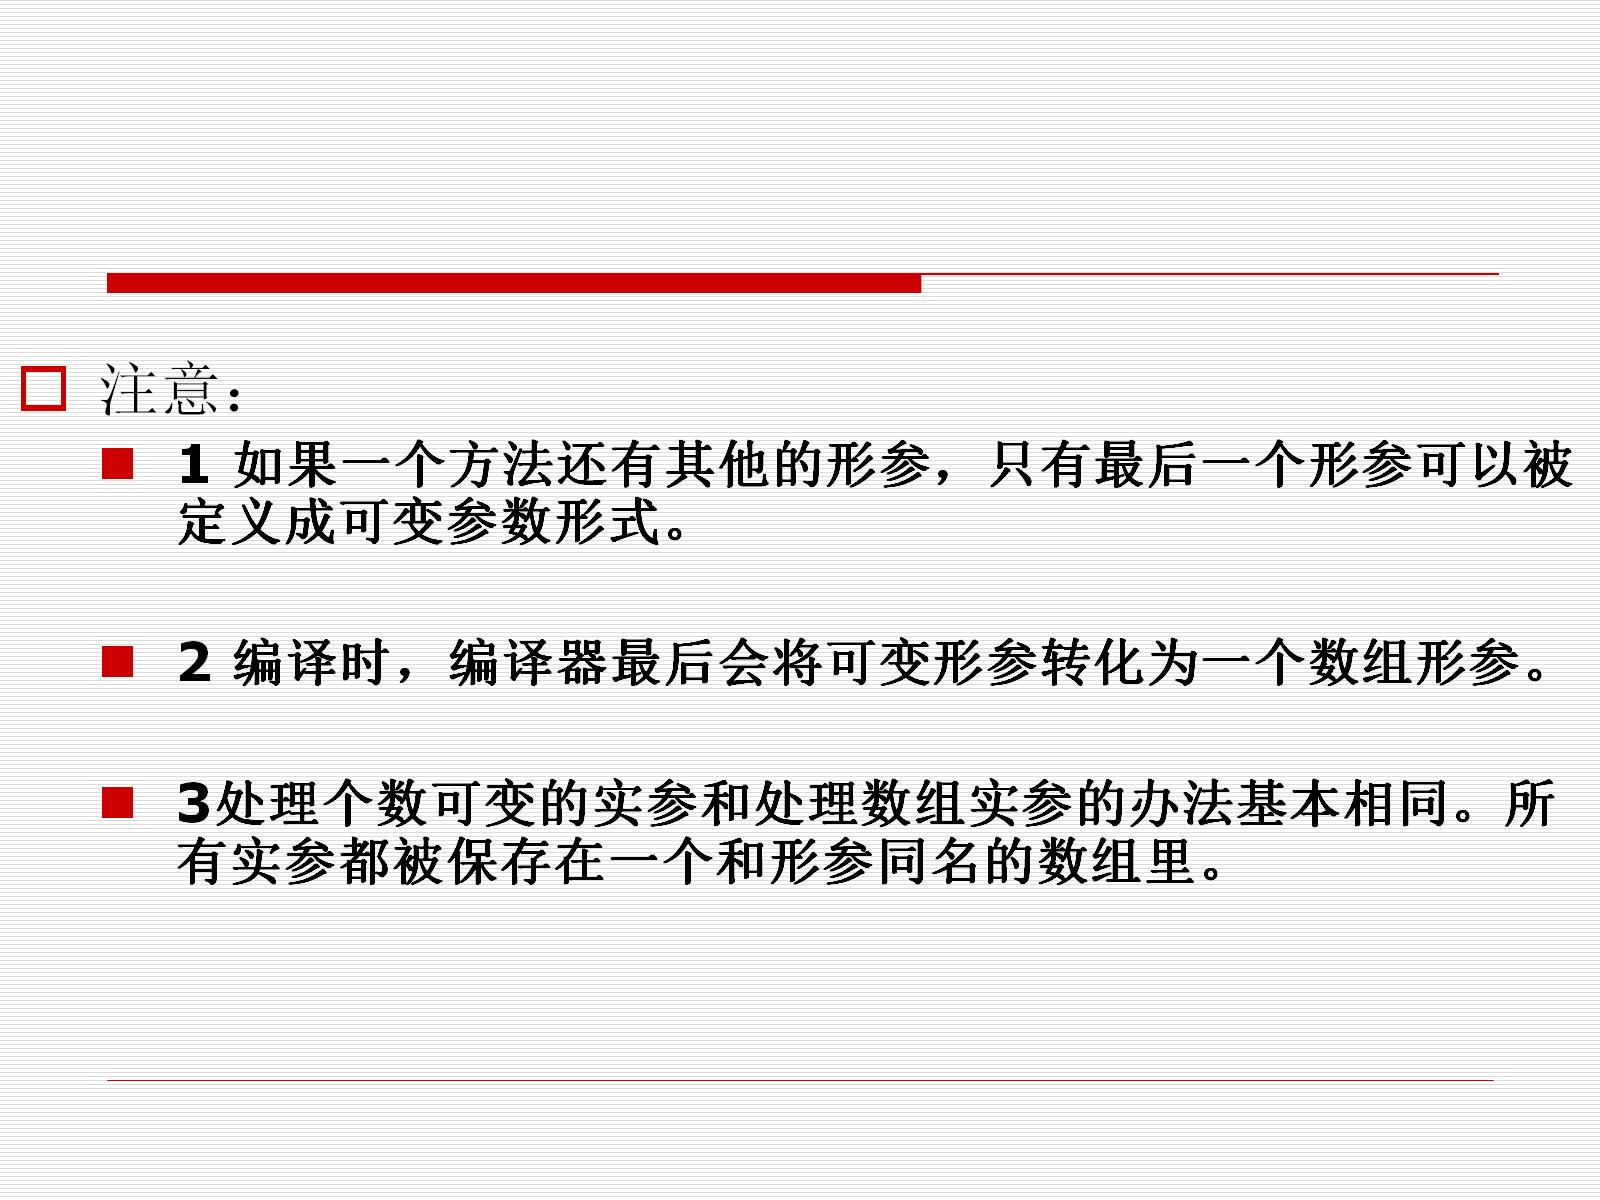 注意：
1 如果一个方法还有其他的形参，只有最后一个形参可以被
定义成可变参数形式。
2 编译时，编译器最后会将可变形参转化为一个数组形参。
3处理个数可变的实参和处理数组实参的办法基本相同。所
有实参都被保存在一个和形参同名的数组里。